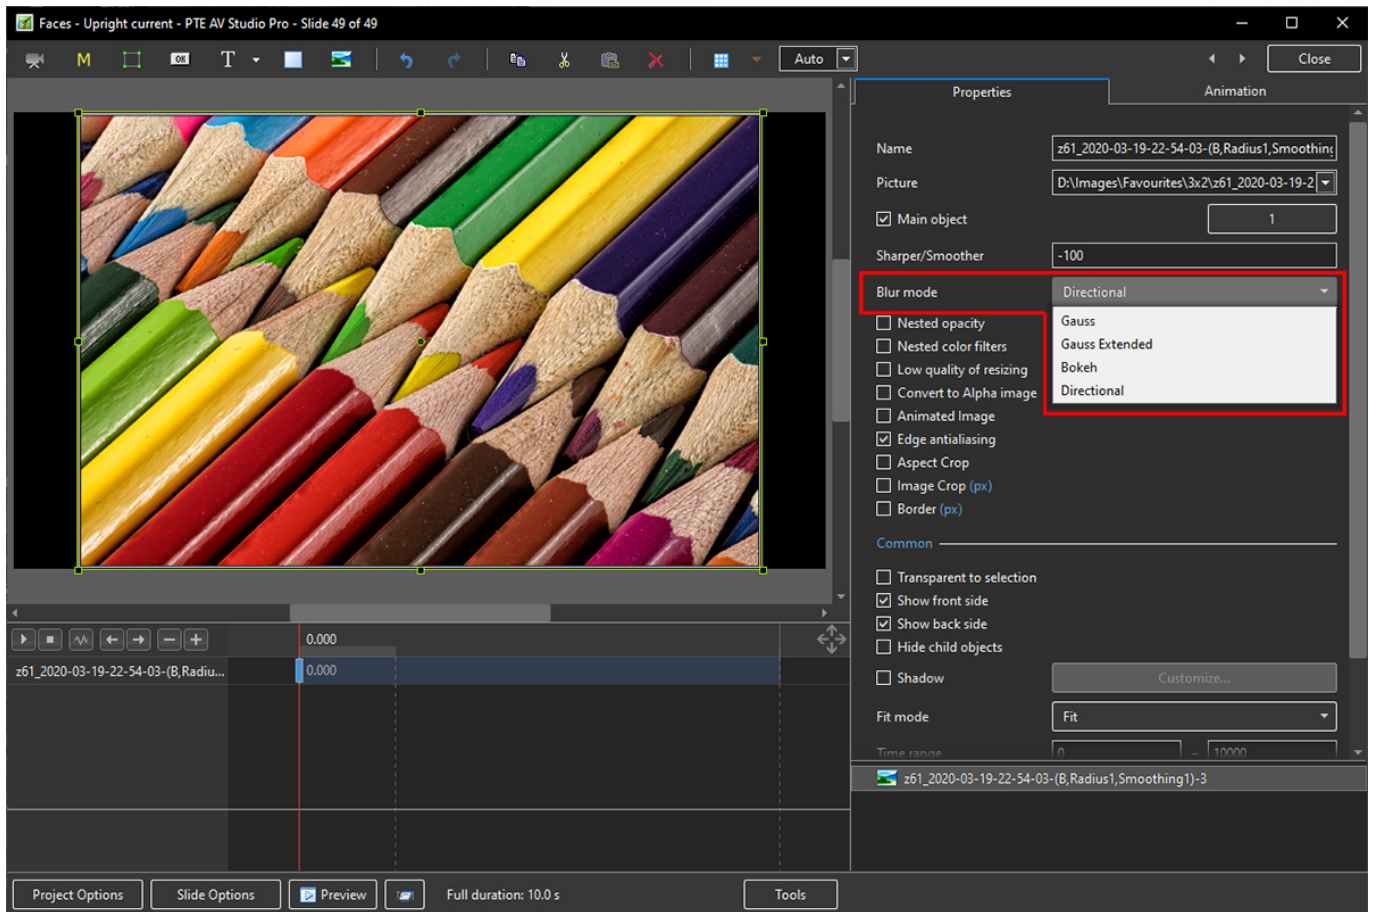 Faces - Upright current - PTE AV Studio Pro - Slide 49 of 49
M OK T Auto Close
Properties Animation
Name z61_2020-03-19-22-54-03-(B,Radius1,Smoothing
Picture D:\Images\Favourites\3x2\z61_2020-03-19-2
Main object 1
Sharper/Smoother -100
Blur mode Directional
Gauss
Gauss Extended
Bokeh
Directional
Nested opacity
Nested color filters
Low quality of resizing
Convert to Alpha image
Animated Image
Edge antialiasing
Aspect Crop
Image Crop (px)
Border (px)
Common
Transparent to selection
Show front side
Show back side
Hide child objects
Shadow Customize...
Fit mode Fit
Time range 0 – 10000
z61_2020-03-19-22-54-03-(B,Radius1,Smoothing1)-3
0.000
z61_2020-03-19-22-54-03-(B,Radiu... 0.000
Project Options Slide Options Preview Full duration: 10.0 s Tools